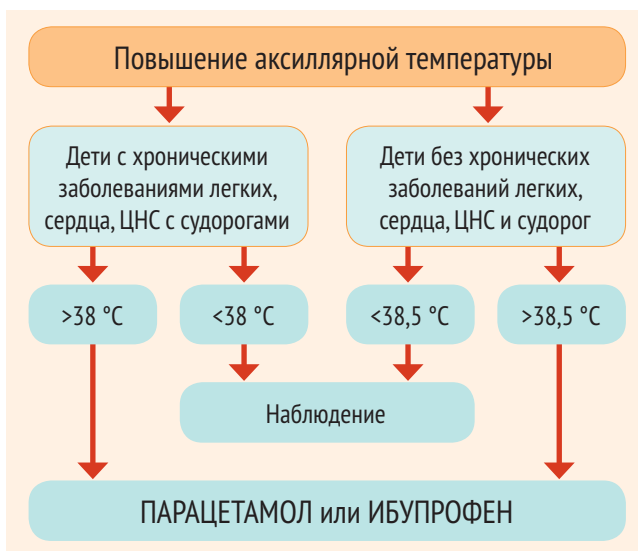 Повышение аксиллярной температуры
Дети с хроническими
заболеваниями легких,
сердца, ЦНС с судорогами
Дети без хронических
заболеваний легких,
сердца, ЦНС и судорог
>38 °C
<38 °C
<38,5 °C
>38,5 °C
Наблюдение
ПАРАЦЕТАМОЛ или ИБУПРОФЕН